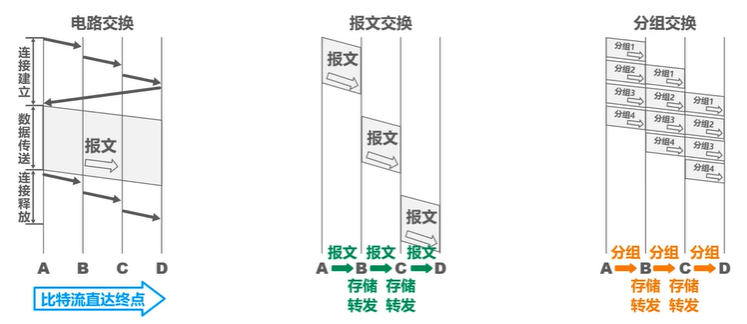 电路交换
连接建立
数据传送
报文
连接释放
A B C D
比特流直达终点
报文交换
报文
报文
报文
报文 报文 报文
A B C D
存储 存储
转发 转发
分组交换
分组1
分组2
分组3
分组4
分组1
分组2
分组3
分组4
分组1
分组2
分组3
分组4
分组 分组 分组
A B C D
存储 存储
转发 转发